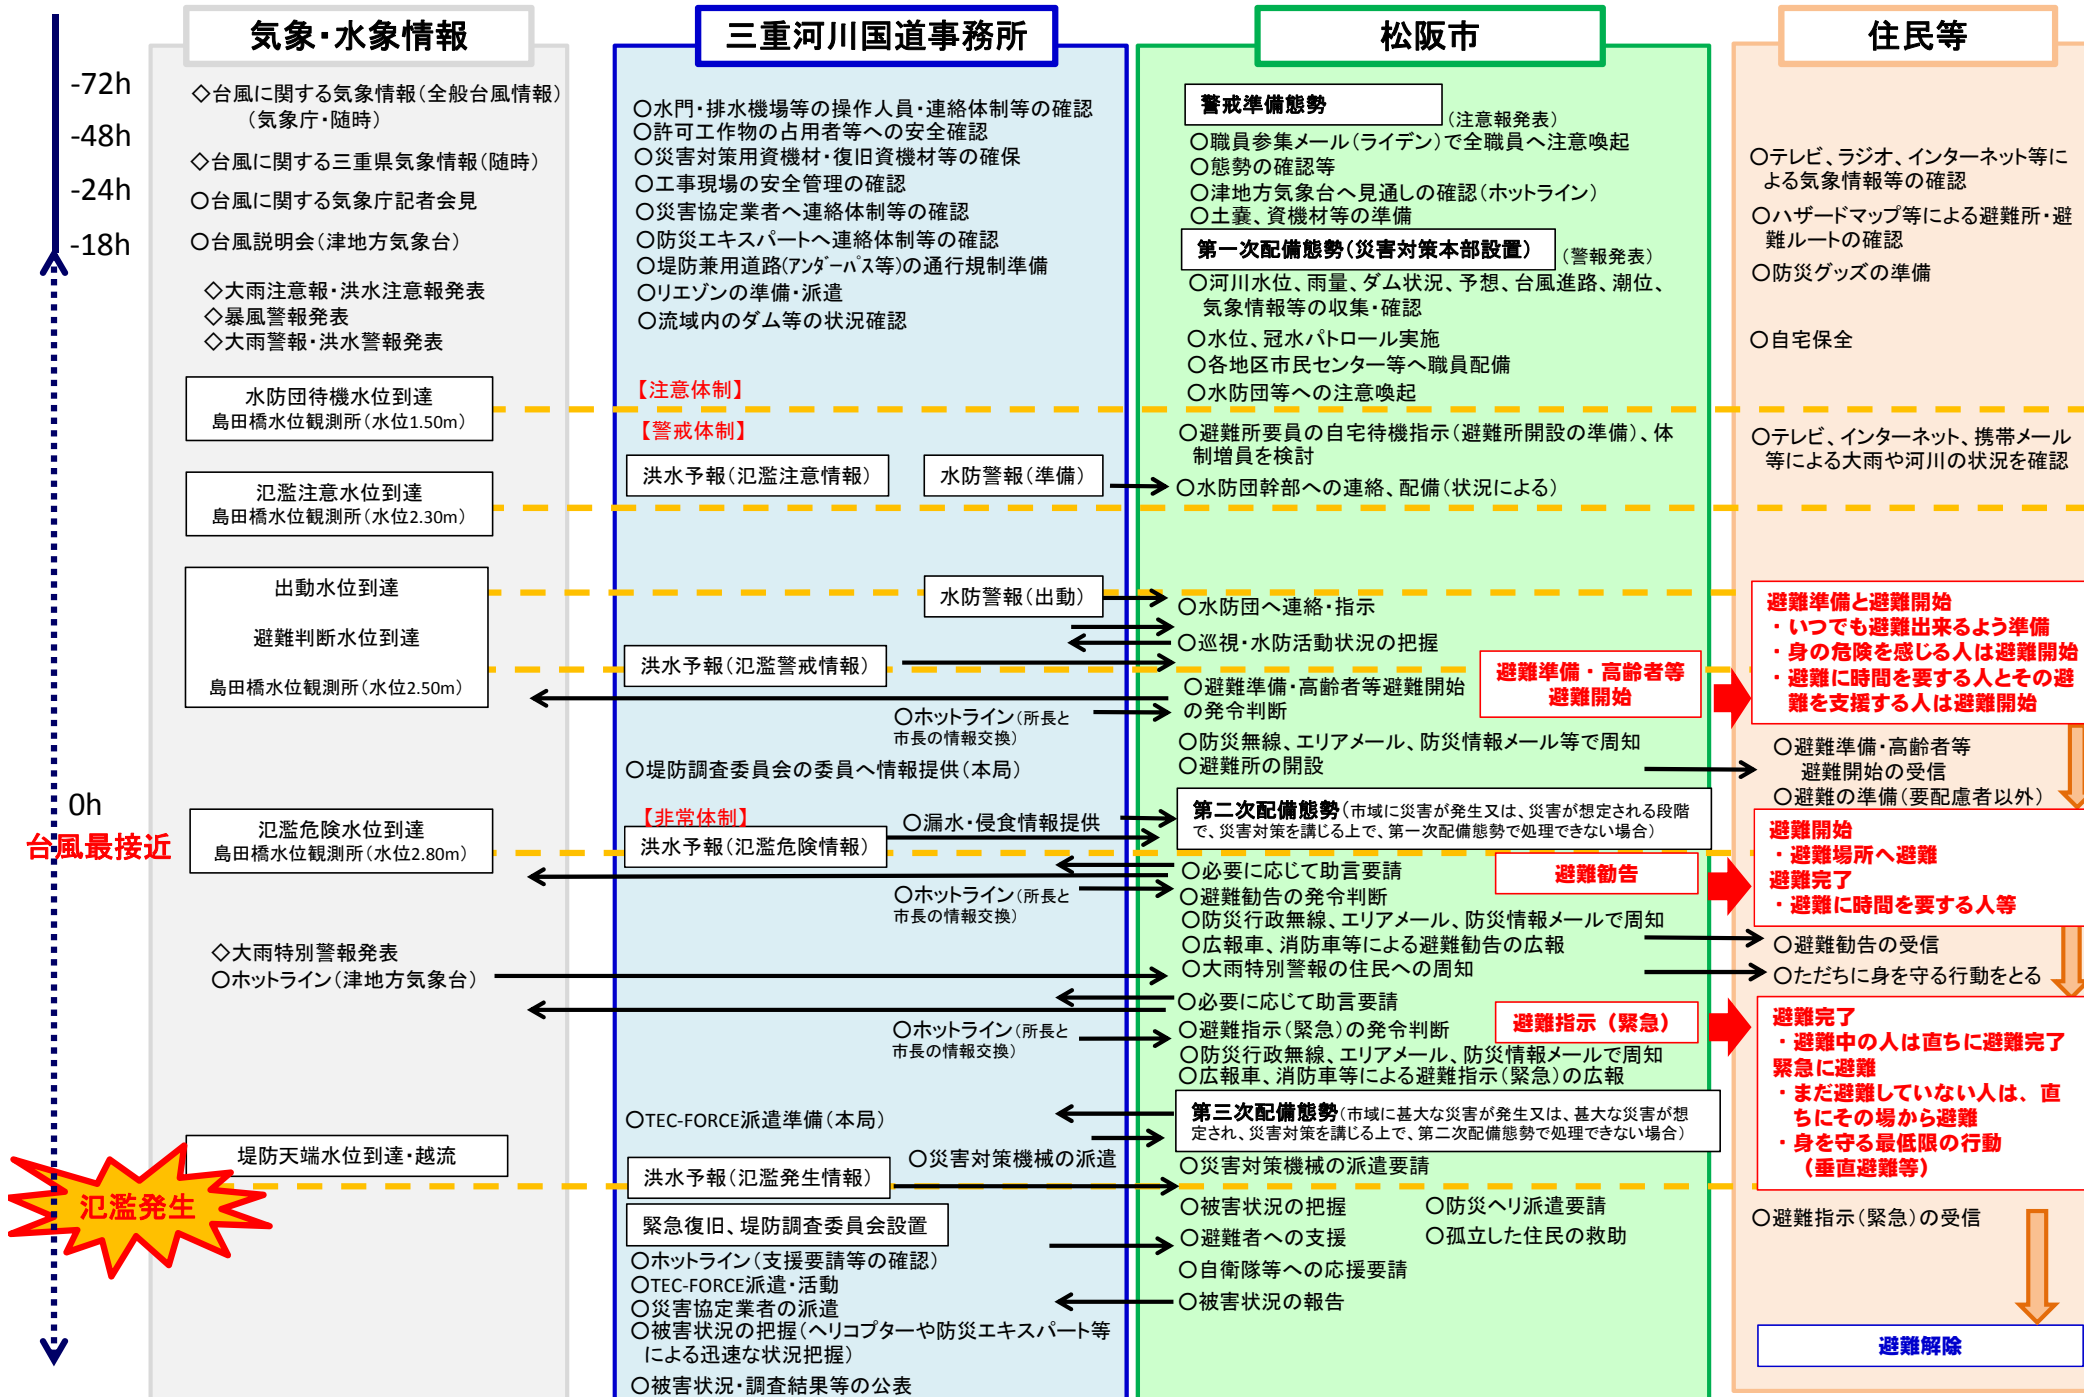 -72h
-48h
-24h
-18h
0h
台風最接近
氾濫発生
気象・水象情報
◇台風に関する気象情報(全般台風情報)
(気象庁・随時)
◇台風に関する三重県気象情報(随時)
○台風に関する気象庁記者会見
○台風説明会(津地方気象台)
◇大雨注意報・洪水注意報発表
◇暴風警報発表
◇大雨警報・洪水警報発表
水防団待機水位到達
島田橋水位観測所(水位1.50m)
氾濫注意水位到達
島田橋水位観測所(水位2.30m)
出動水位到達
避難判断水位到達
島田橋水位観測所(水位2.50m)
氾濫危険水位到達
島田橋水位観測所(水位2.80m)
◇大雨特別警報発表
○ホットライン(津地方気象台)
堤防天端水位到達・越流
三重河川国道事務所
○水門・排水機場等の操作人員・連絡体制等の確認
○許可工作物の占用者等への安全確認
○災害対策用資機材・復旧資機材等の確保
○工事現場の安全管理の確認
○災害協定業者へ連絡体制等の確認
○防災エキスパートへ連絡体制等の確認
○堤防兼用道路(アンダーパス等)の通行規制準備
○リエゾンの準備・派遣
○流域内のダム等の状況確認
【注意体制】
【警戒体制】
洪水予報(氾濫注意情報)
水防警報(準備)
水防警報(出動)
洪水予報(氾濫警戒情報)
○ホットライン(所長と
市長の情報交換)
○堤防調査委員会の委員へ情報提供(本局)
【非常体制】
○漏水・侵食情報提供
洪水予報(氾濫危険情報)
○ホットライン(所長と
市長の情報交換)
○ホットライン(所長と
市長の情報交換)
○TEC-FORCE派遣準備(本局)
○災害対策機械の派遣
洪水予報(氾濫発生情報)
緊急復旧、堤防調査委員会設置
○ホットライン(支援要請等の確認)
○TEC-FORCE派遣・活動
○災害協定業者の派遣
○被害状況の把握(ヘリコプターや防災エキスパート等
による迅速な状況把握)
○被害状況・調査結果等の公表
松阪市
警戒準備態勢
(注意報発表)
○職員参集メール(ライデン)で全職員へ注意喚起
○態勢の確認等
○津地方気象台へ見通しの確認(ホットライン)
○土嚢、資機材等の準備
第一次配備態勢(災害対策本部設置)
(警報発表)
○河川水位、雨量、ダム状況、予想、台風進路、潮位、
気象情報等の収集・確認
○水位、冠水パトロール実施
○各地区市民センター等へ職員配備
○水防団等への注意喚起
○避難所要員の自宅待機指示(避難所開設の準備)、体
制増員を検討
○水防団幹部への連絡、配備(状況による)
○水防団へ連絡・指示
○巡視・水防活動状況の把握
○避難準備・高齢者等避難開始
の発令判断
避難準備・高齢者等
避難開始
○防災無線、エリアメール、防災情報メール等で周知
○避難所の開設
第二次配備態勢(市域に災害が発生又は、災害が想定される段階
で、災害対策を講じる上で、第一次配備態勢で処理できない場合)
○必要に応じて助言要請
○避難勧告の発令判断
避難勧告
○防災行政無線、エリアメール、防災情報メールで周知
○広報車、消防車等による避難勧告の広報
○大雨特別警報の住民への周知
○必要に応じて助言要請
○避難指示(緊急)の発令判断
避難指示(緊急)
○防災行政無線、エリアメール、防災情報メールで周知
○広報車、消防車等による避難指示(緊急)の広報
第三次配備態勢(市域に甚大な災害が発生又は、甚大な災害が想
定され、災害対策を講じる上で、第二次配備態勢で処理できない場合)
○災害対策機械の派遣要請
○被害状況の把握
○防災ヘリ派遣要請
○避難者への支援
○孤立した住民の救助
○自衛隊等への応援要請
○被害状況の報告
住民等
○テレビ、ラジオ、インターネット等に
よる気象情報等の確認
○ハザードマップ等による避難所・避
難ルートの確認
○防災グッズの準備
○自宅保全
○テレビ、インターネット、携帯メール
等による大雨や河川の状況を確認
避難準備と避難開始
・いつでも避難出来るよう準備
・身の危険を感じる人は避難開始
・避難に時間を要する人とその避
難を支援する人は避難開始
○避難準備・高齢者等
避難開始の受信
○避難の準備(要配慮者以外)
避難開始
・避難場所へ避難
避難完了
・避難に時間を要する人等
○避難勧告の受信
○ただちに身を守る行動をとる
避難完了
・避難中の人は直ちに避難完了
緊急に避難
・まだ避難していない人は、直
ちにその場から避難
・身を守る最低限の行動
(垂直避難等)
○避難指示(緊急)の受信
避難解除